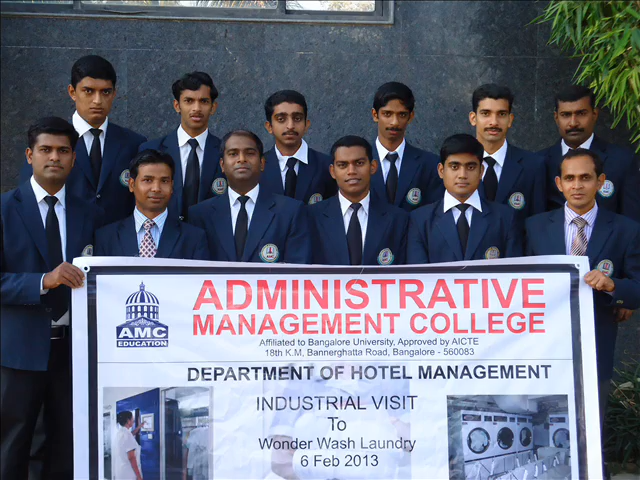 AMC
EDUCATION
ADMINISTRATIVE
MANAGEMENT COLLEGE
Affiliated to Bangalore University, Approved by AICTE
18th K.M, Bannerghatta Road, Bangalore - 560083
DEPARTMENT OF HOTEL MANAGEMENT
INDUSTRIAL VISIT
To
Wonder Wash Laundry
6 Feb 2013